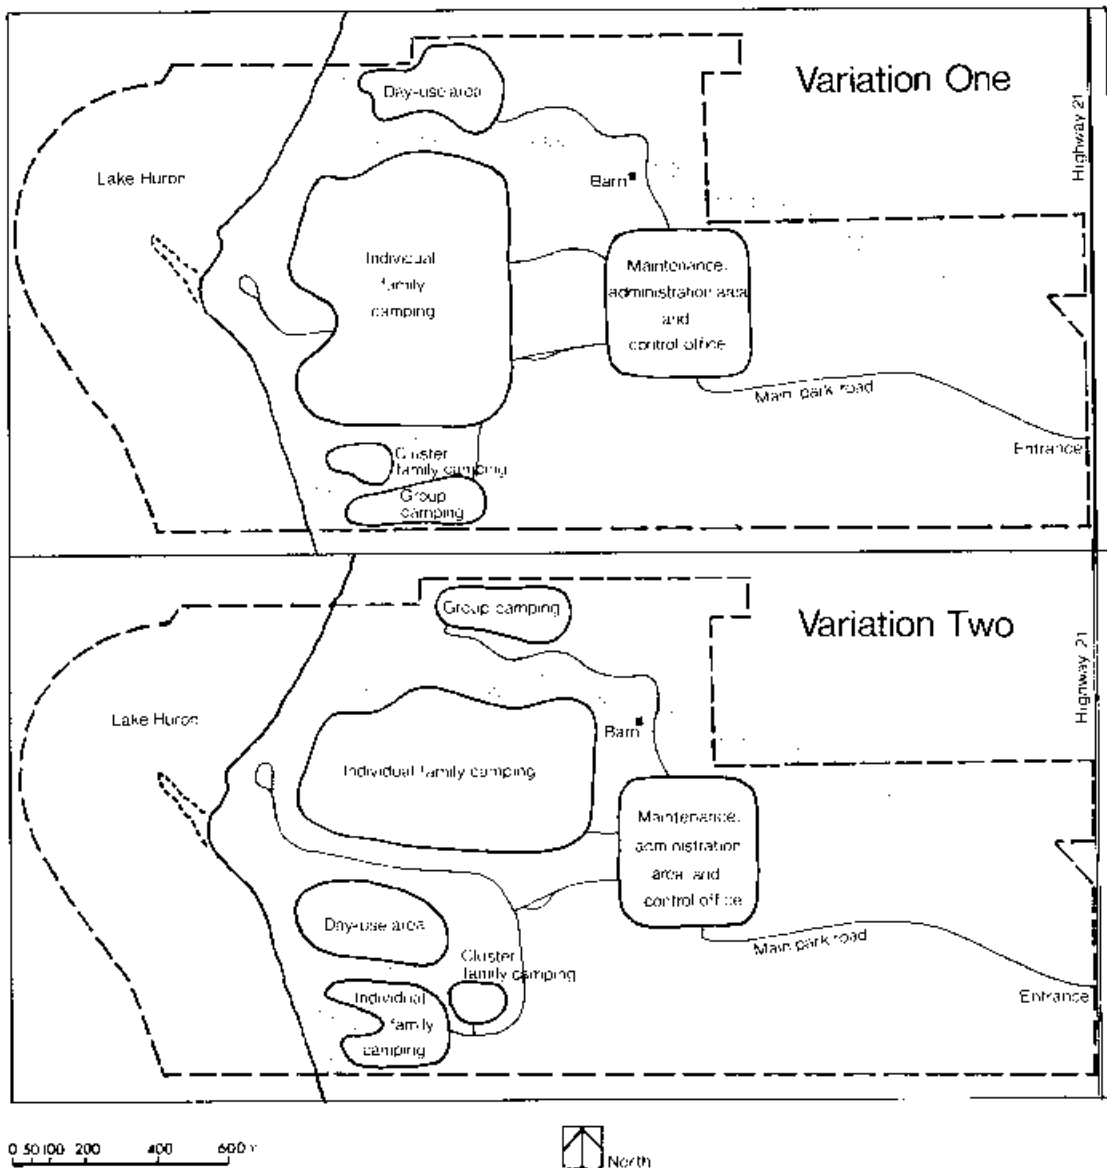 Variation One
Highway 21
Day-use area
Lake Huron
Barn
Individual
family
camping
Maintenance,
administration area
and
control office
Main park road
Entrance
Cluster
family camping
Group
camping
Variation Two
Highway 21
Group camping
Lake Huron
Barn
Individual family camping
Maintenance,
administration
area and
control office
Day-use area
Cluster
family camping
Main park road
Individual
family
camping
Entrance
0 50 100 200 400 600 m
North